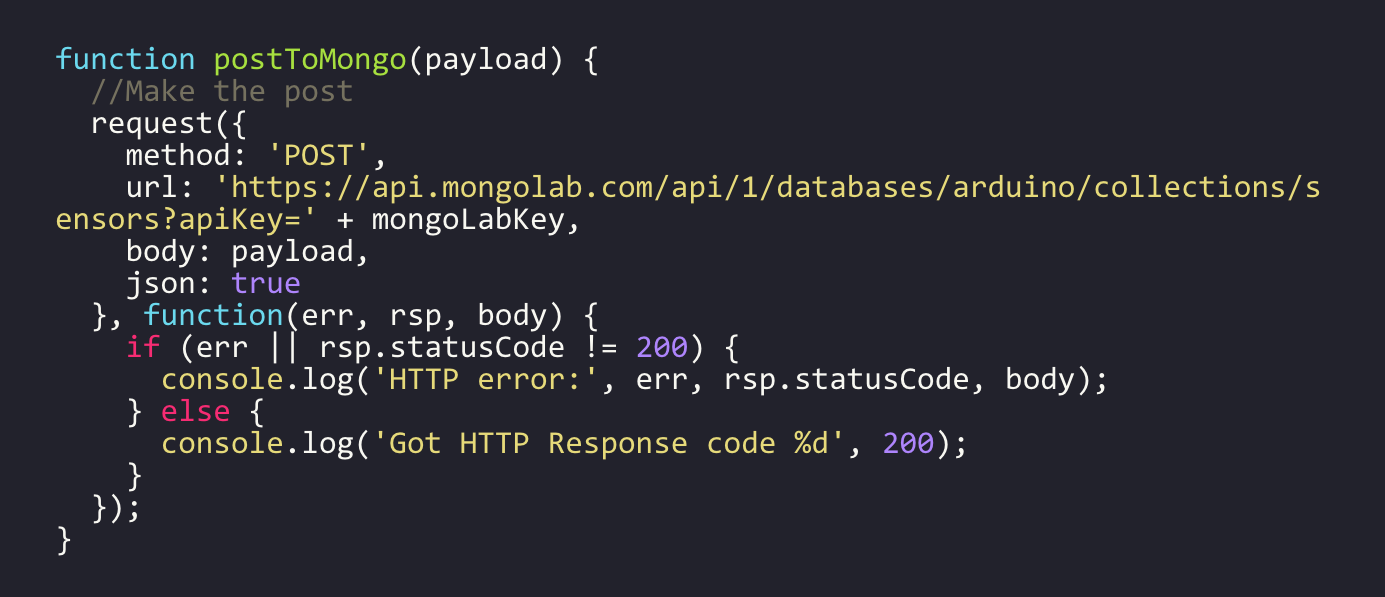 function postToMongo(payload) {
  //Make the post
  request({
    method: 'POST',
    url: 'https://api.mongolab.com/api/1/databases/arduino/collections/s
ensors?apiKey=' + mongoLabKey,
    body: payload,
    json: true
  }, function(err, rsp, body) {
    if (err || rsp.statusCode != 200) {
      console.log('HTTP error:', err, rsp.statusCode, body);
    } else {
      console.log('Got HTTP Response code %d', 200);
    }
  });
}